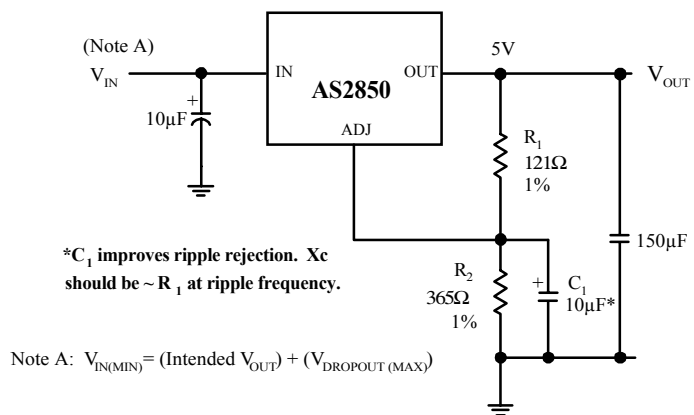 (Note A)
V_IN
5V
IN
OUT
V_OUT
AS2850
+
10µF
ADJ
R_1
121Ω
1%
*C_1 improves ripple rejection. Xc
should be ~ R_1 at ripple frequency.
150µF
R_2
365Ω
1%
+
C_1
10µF*
Note A: V_IN(MIN)= (Intended V_OUT) + (V_DROPOUT (MAX))